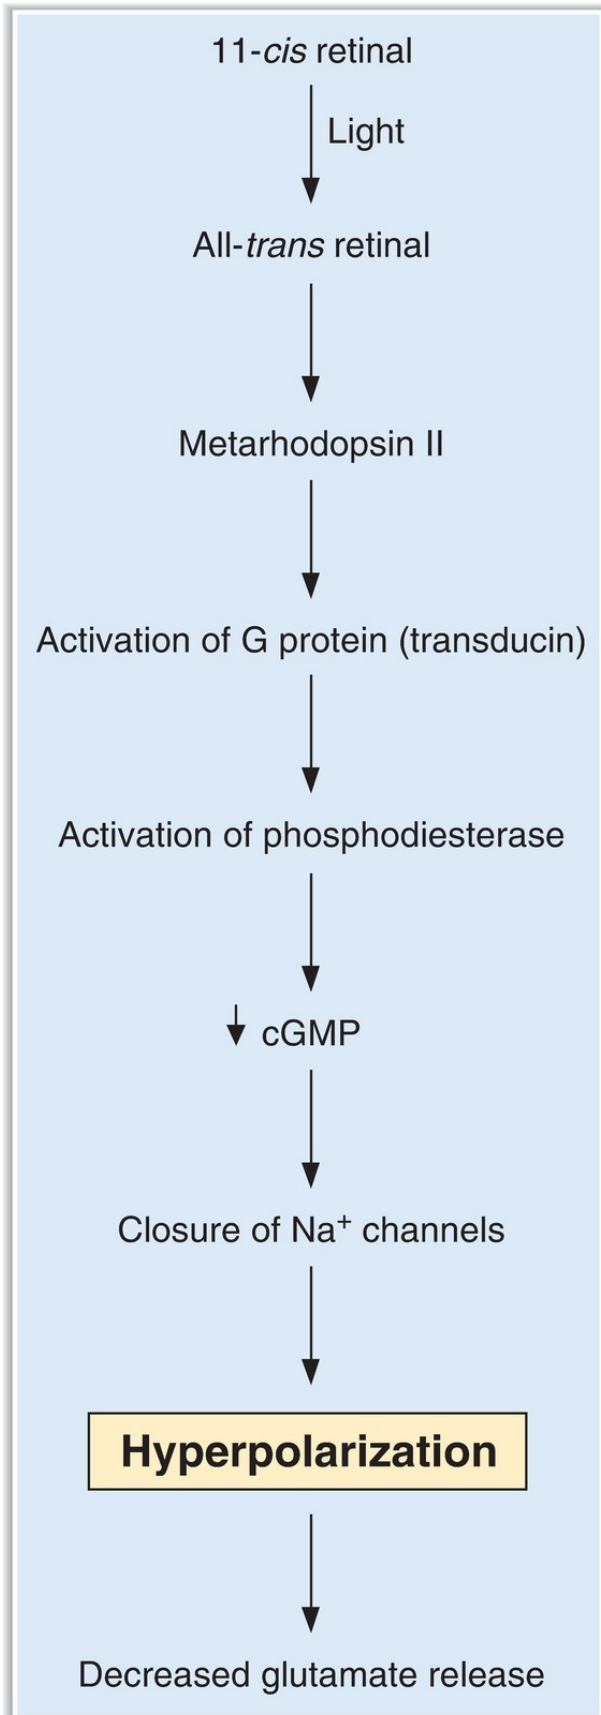 11-cis retinal
Light
All-trans retinal
Metarhodopsin II
Activation of G protein (transducin)
Activation of phosphodiesterase
↓ cGMP
Closure of Na⁺ channels
Hyperpolarization
Decreased glutamate release